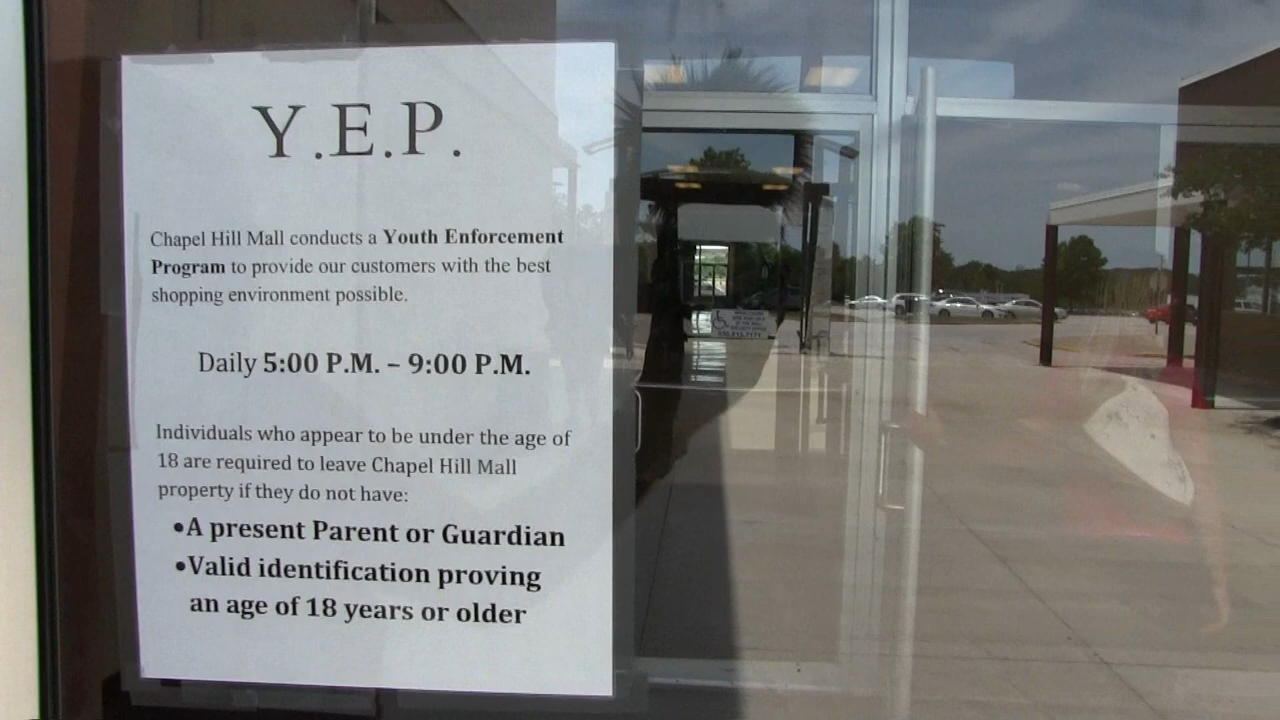 Y.E.P.
Chapel Hill Mall conducts a Youth Enforcement
Program to provide our customers with the best
shopping environment possible.
Daily 5:00 P.M. – 9:00 P.M.
Individuals who appear to be under the age of
18 are required to leave Chapel Hill Mall
property if they do not have:
•A present Parent or Guardian
•Valid identification proving
an age of 18 years or older